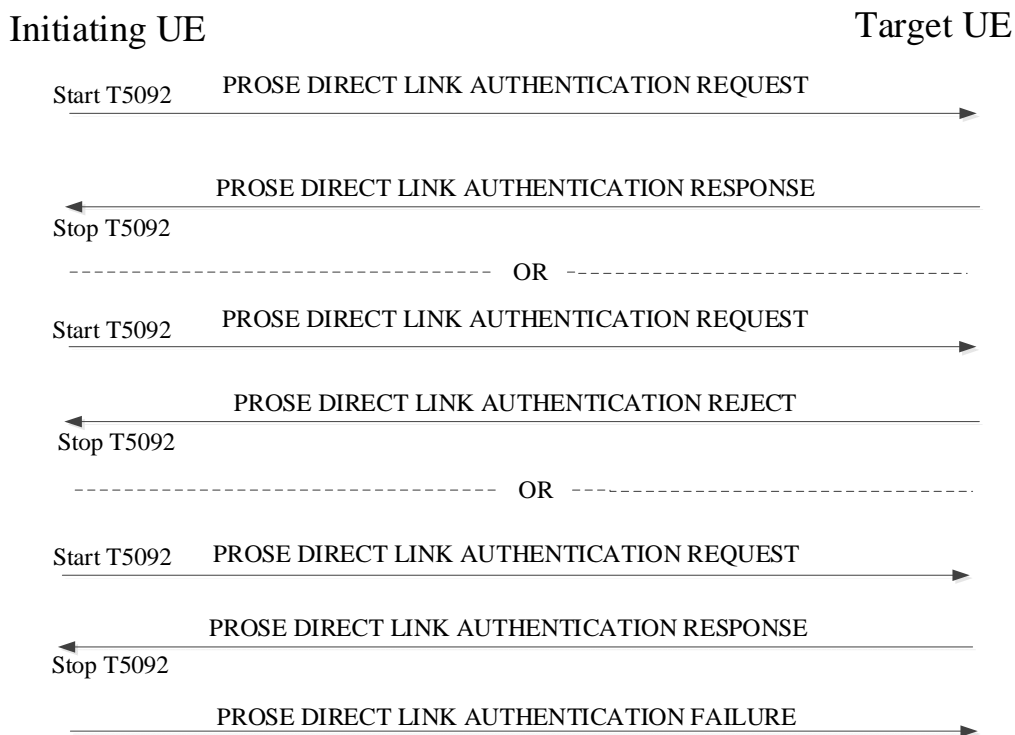 Initiating UE
Target UE
Start T5092
PROSE DIRECT LINK AUTHENTICATION REQUEST
PROSE DIRECT LINK AUTHENTICATION RESPONSE
Stop T5092
OR
Start T5092
PROSE DIRECT LINK AUTHENTICATION REQUEST
PROSE DIRECT LINK AUTHENTICATION REJECT
Stop T5092
OR
Start T5092
PROSE DIRECT LINK AUTHENTICATION REQUEST
PROSE DIRECT LINK AUTHENTICATION RESPONSE
Stop T5092
PROSE DIRECT LINK AUTHENTICATION FAILURE